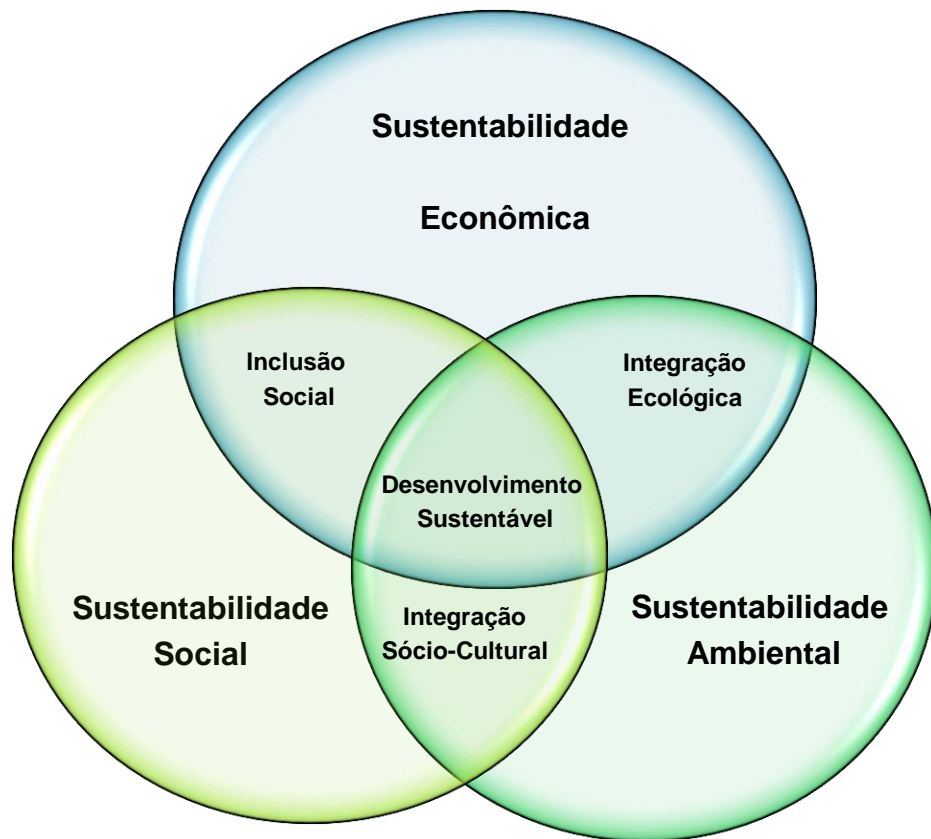 Sustentabilidade
Econômica
Inclusão
Social
Integração
Ecológica
Desenvolvimento
Sustentável
Sustentabilidade
Social
Integração
Sócio-Cultural
Sustentabilidade
Ambiental